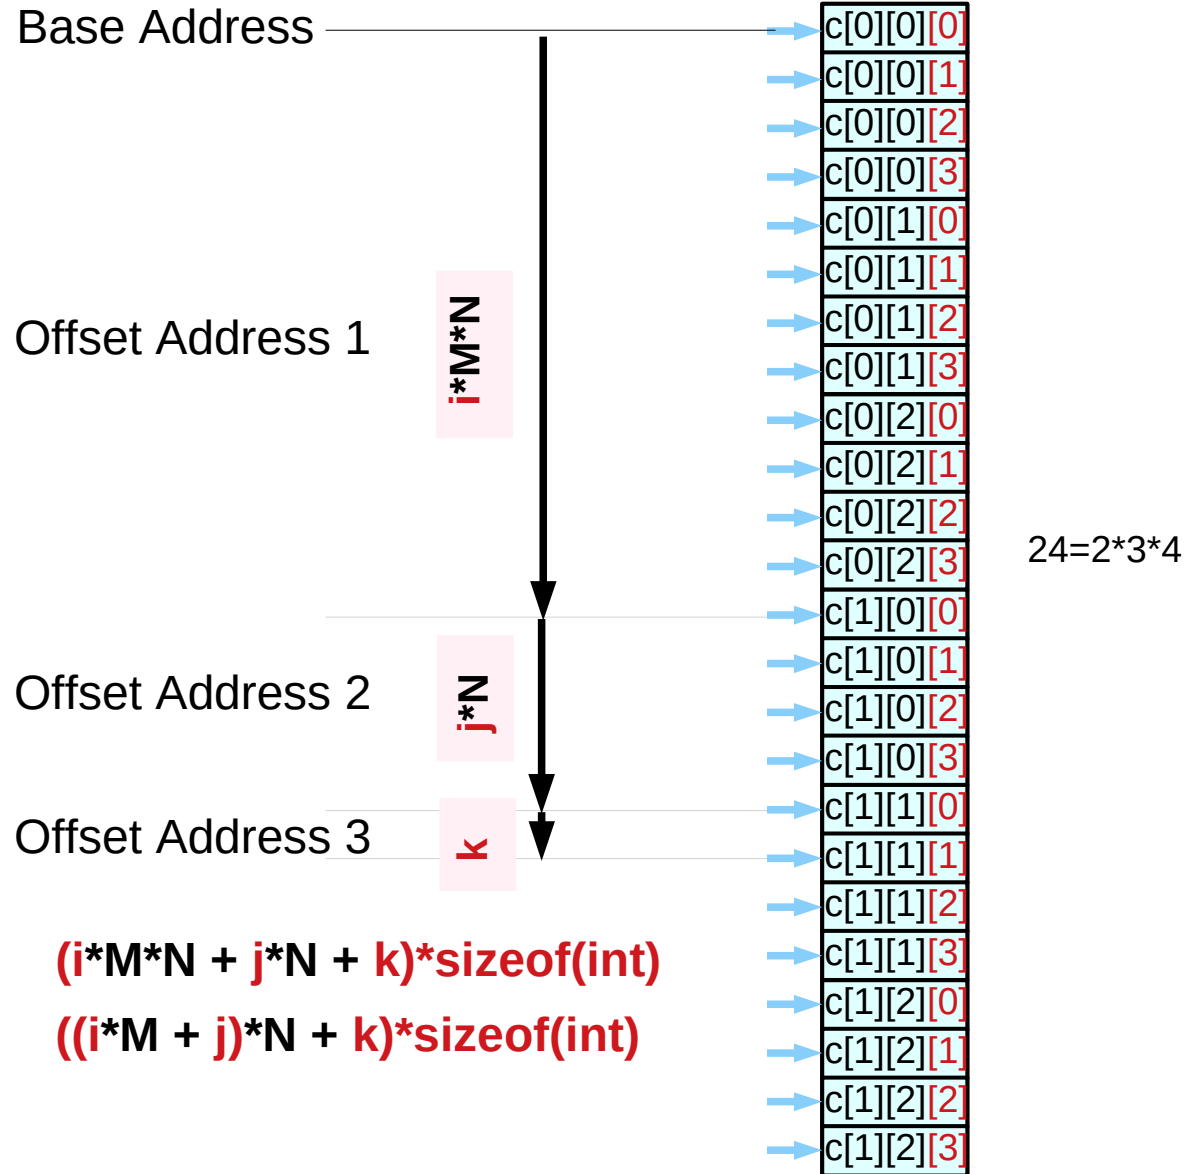 Base Address
c[0][0][0]
c[0][0][1]
c[0][0][2]
c[0][0][3]
c[0][1][0]
c[0][1][1]
Offset Address 1
i*M*N
c[0][1][2]
c[0][1][3]
c[0][2][0]
c[0][2][1]
c[0][2][2]
c[0][2][3]
24=2*3*4
c[1][0][0]
c[1][0][1]
Offset Address 2
j*N
c[1][0][2]
c[1][0][3]
c[1][1][0]
Offset Address 3
k
c[1][1][1]
c[1][1][2]
(i*M*N + j*N + k)*sizeof(int)
c[1][1][3]
c[1][2][0]
((i*M + j)*N + k)*sizeof(int)
c[1][2][1]
c[1][2][2]
c[1][2][3]